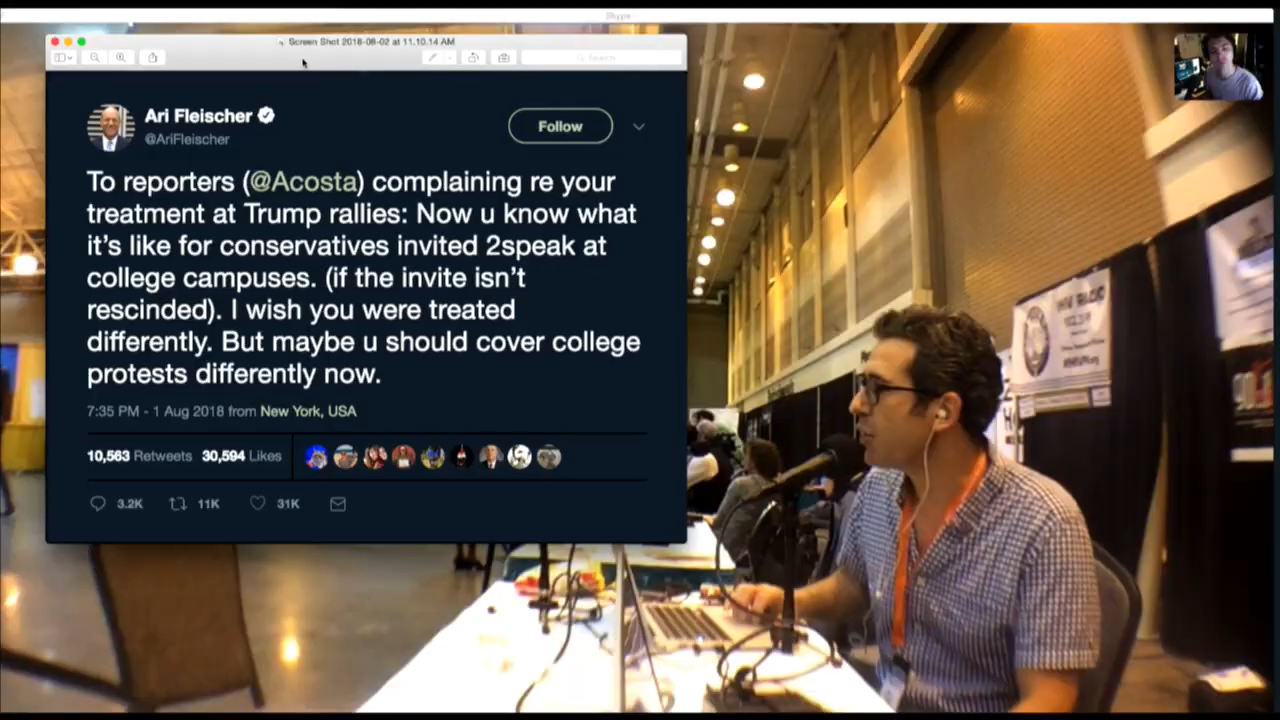 Skype
Screen Shot 2018-08-02 at 11.10.14 AM
Search
Ari Fleischer
@AriFleischer
Follow
To reporters (@Acosta) complaining re your
treatment at Trump rallies: Now u know what
it's like for conservatives invited 2speak at
college campuses. (if the invite isn't
rescinded). I wish you were treated
differently. But maybe u should cover college
protests differently now.
7:35 PM - 1 Aug 2018 from New York, USA
10,563 Retweets 30,594 Likes
3.2K 11K 31K